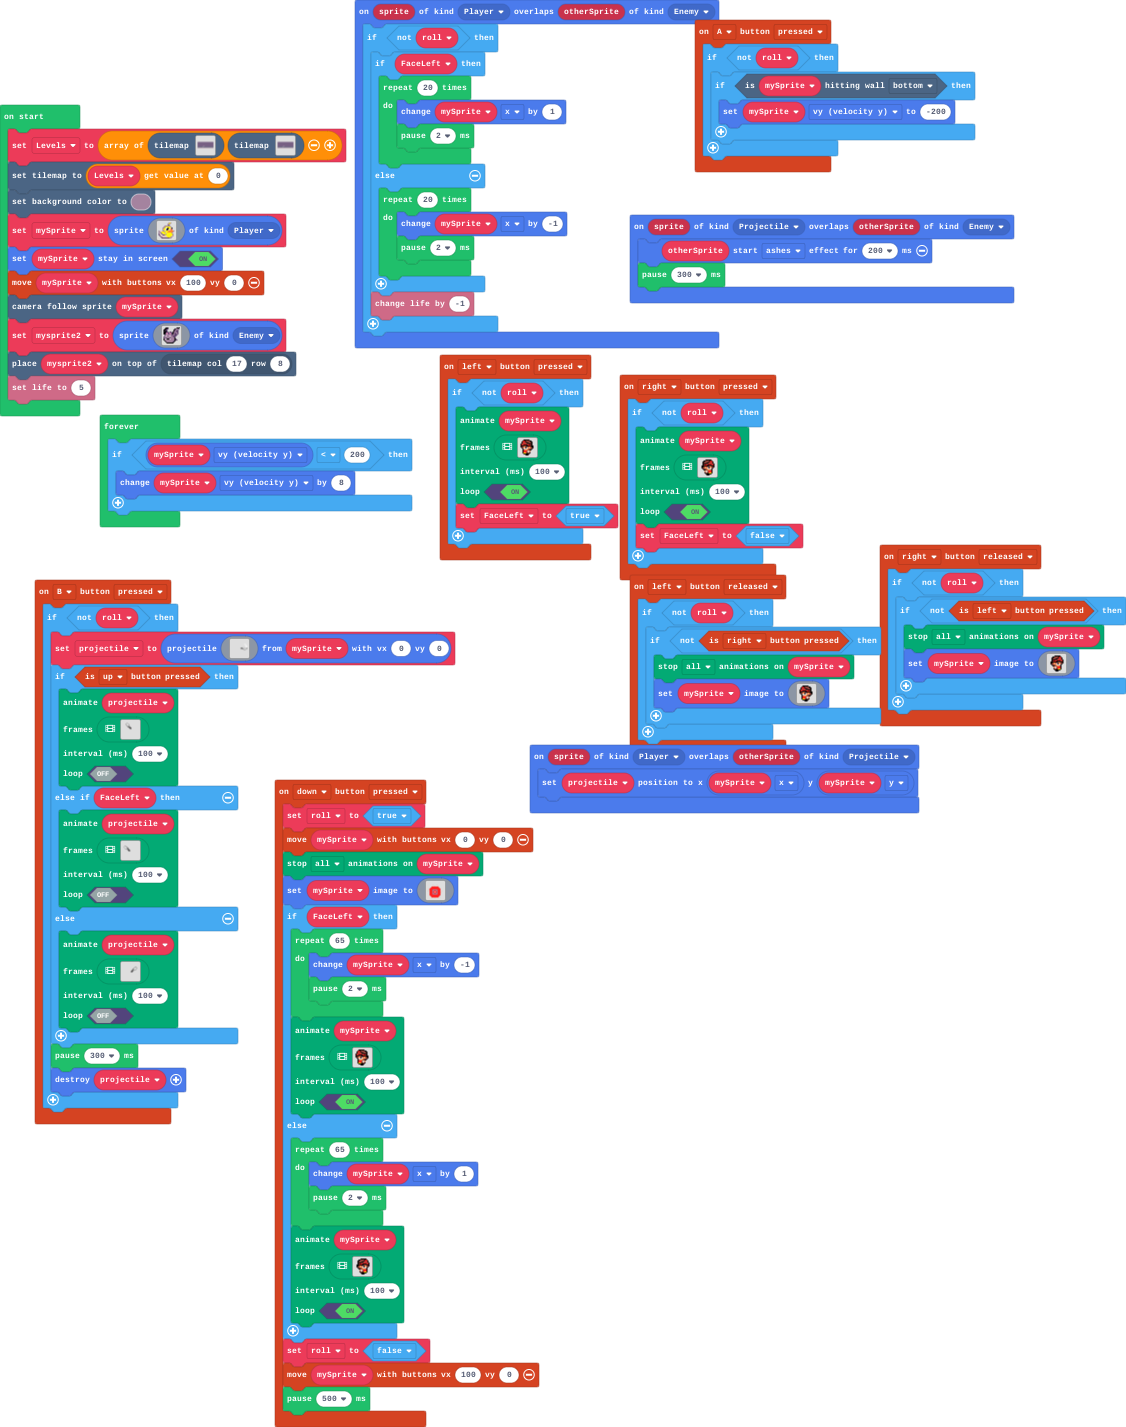 on start
set Levels to array of tilemap tilemap
set tilemap to Levels get value at 0
set background color to
set mySprite to sprite of kind Player
set mySprite stay in screen ON
move mySprite with buttons vx 100 vy 0
camera follow sprite mySprite
set mysprite2 to sprite of kind Enemy
place mysprite2 on top of tilemap col 17 row 8
set life to 5
on sprite of kind Player overlaps otherSprite of kind Enemy
if not roll then
if FaceLeft then
repeat 20 times
do change mySprite x by 1
pause 2 ms
else
repeat 20 times
do change mySprite x by -1
pause 2 ms
change life by -1
on A button pressed
if not roll then
if is mySprite hitting wall bottom then
set mySprite vy (velocity y) to -200
on sprite of kind Projectile overlaps otherSprite of kind Enemy
otherSprite start ashes effect for 200 ms
pause 300 ms
forever
if mySprite vy (velocity y) < 200 then
change mySprite vy (velocity y) by 8
on left button pressed
if not roll then
animate mySprite
frames
interval (ms) 100
loop ON
set FaceLeft to true
on right button pressed
if not roll then
animate mySprite
frames
interval (ms) 100
loop ON
set FaceLeft to false
on left button released
if not roll then
if not is right button pressed then
stop all animations on mySprite
set mySprite image to
on right button released
if not roll then
if not is left button pressed then
stop all animations on mySprite
set mySprite image to
on B button pressed
if not roll then
set projectile to projectile from mySprite with vx 0 vy 0
if is up button pressed then
animate projectile
frames
interval (ms) 100
loop OFF
else if FaceLeft then
animate projectile
frames
interval (ms) 100
loop OFF
else
animate projectile
frames
interval (ms) 100
loop OFF
pause 300 ms
destroy projectile
on sprite of kind Player overlaps otherSprite of kind Projectile
set projectile position to x mySprite x y mySprite y
on down button pressed
set roll to true
move mySprite with buttons vx 0 vy 0
stop all animations on mySprite
set mySprite image to
if FaceLeft then
repeat 65 times
do change mySprite x by -1
pause 2 ms
animate mySprite
frames
interval (ms) 100
loop ON
else
repeat 65 times
do change mySprite x by 1
pause 2 ms
animate mySprite
frames
interval (ms) 100
loop ON
set roll to false
move mySprite with buttons vx 100 vy 0
pause 500 ms